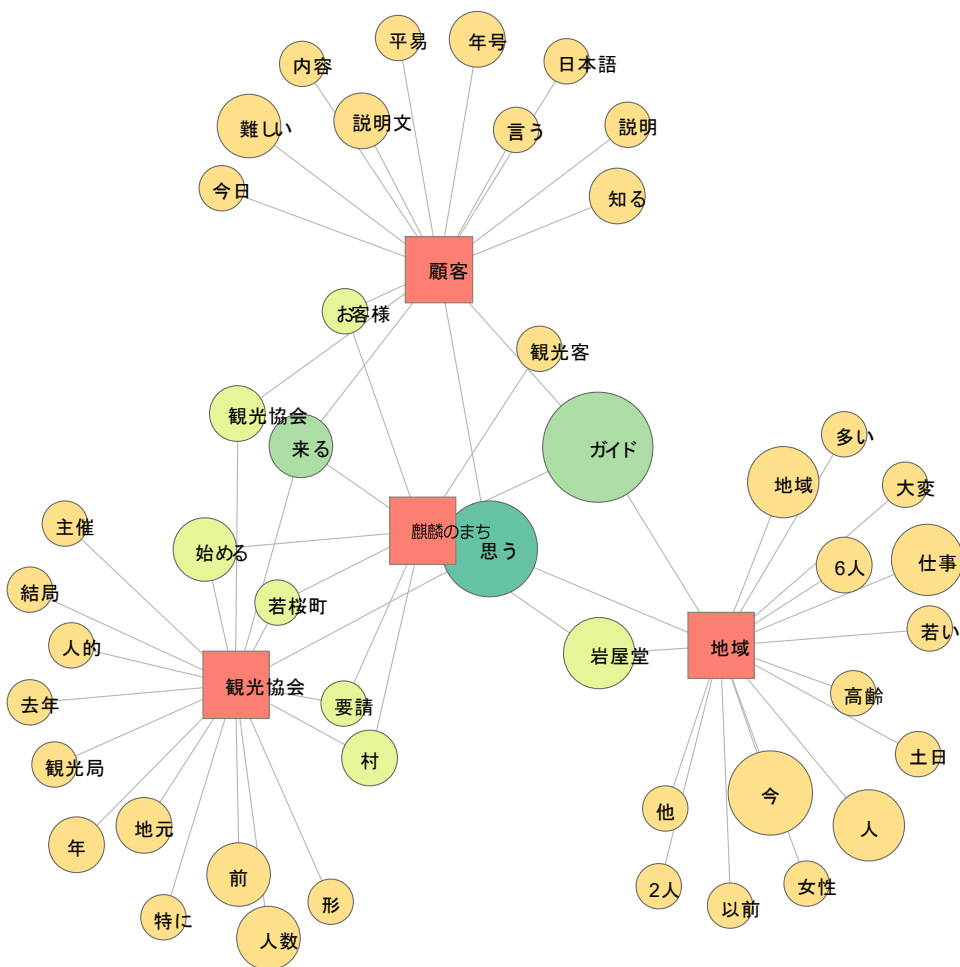 平易
年号
内容
日本語
説明文
難しい
言う
説明
今日
知る
顧客
お客様
観光客
観光協会
来る
ガイド
多い
地域
大変
主催
麒麟のまち
始める
思う
6人
仕事
結局
若桜町
若い
人的
岩屋堂
地域
観光協会
去年
要請
高齢
観光局
村
土日
今
他
地元
人
年
前
2人
女性
形
以前
特に
人数